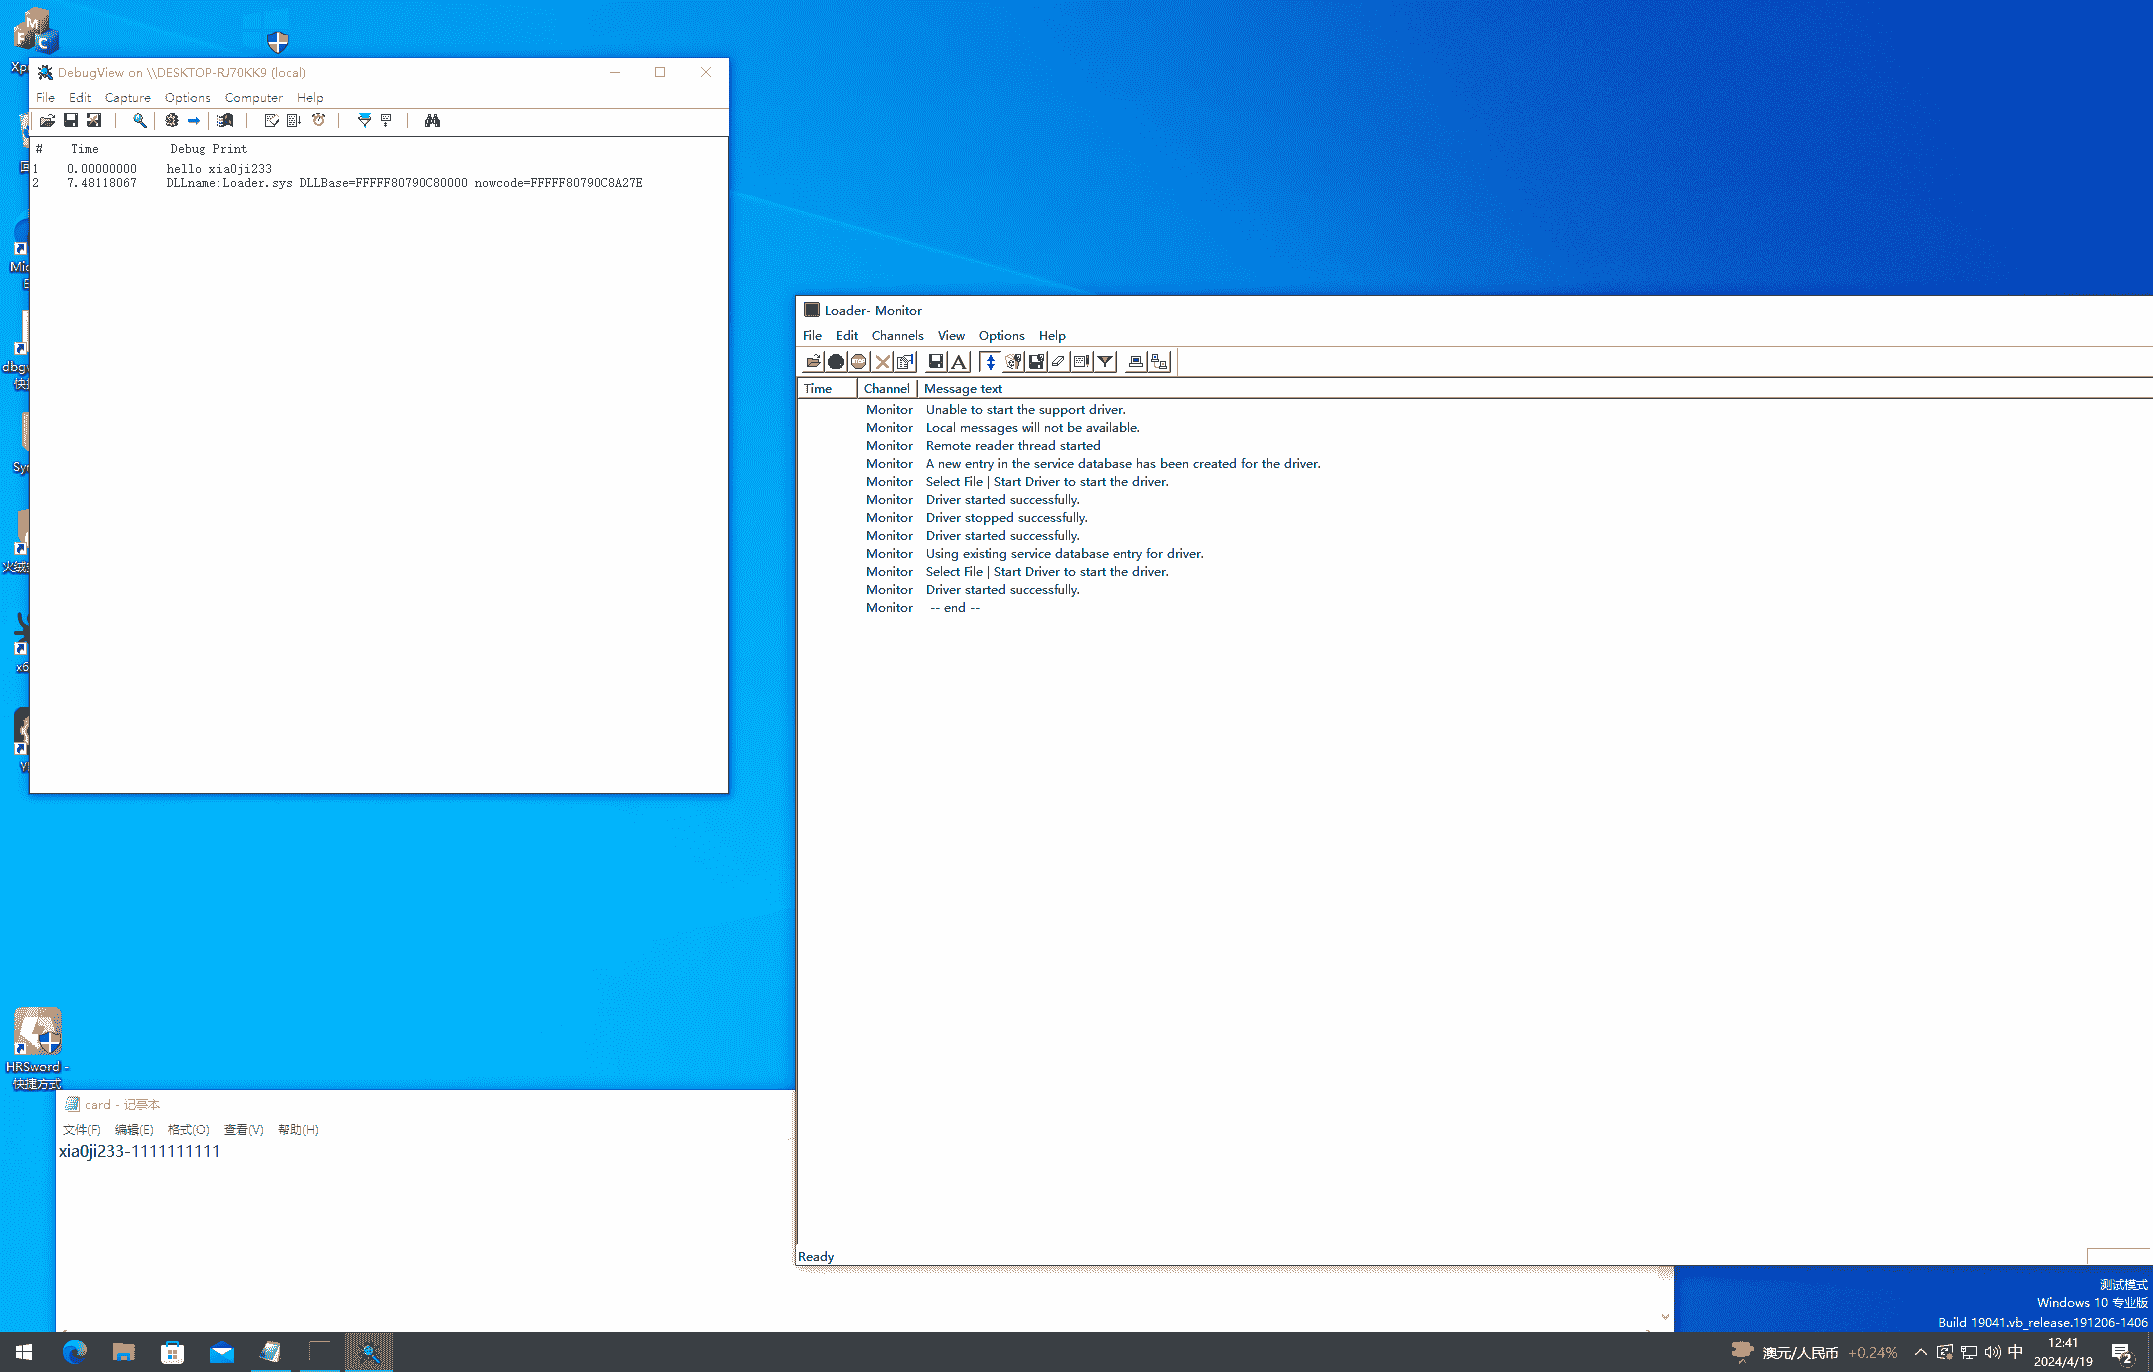 DebugView on \\DESKTOP-RJ70KK9 (local)
File Edit Capture Options Computer Help
# Time Debug Print
1 0.00000000 hello xia0ji233
2 7.48118067 DLLname:Loader.sys DLLBase=FFFFF80790C80000 nowcode=FFFFF80790C8A27E
Loader- Monitor
File Edit Channels View Options Help
Time Channel Message text
Monitor Unable to start the support driver.
Monitor Local messages will not be available.
Monitor Remote reader thread started
Monitor A new entry in the service database has been created for the driver.
Monitor Select File | Start Driver to start the driver.
Monitor Driver started successfully.
Monitor Driver stopped successfully.
Monitor Driver started successfully.
Monitor Using existing service database entry for driver.
Monitor Select File | Start Driver to start the driver.
Monitor Driver started successfully.
Monitor -- end --
Ready
HRSword -
快捷方式
card - 记事本
文件(F) 编辑(E) 格式(O) 查看(V) 帮助(H)
xia0ji233-1111111111
测试模式
Windows 10 专业版
Build 19041.vb_release.191206-1406
澳元/人民币 +0.24%
中
12:41
2024/4/19
2